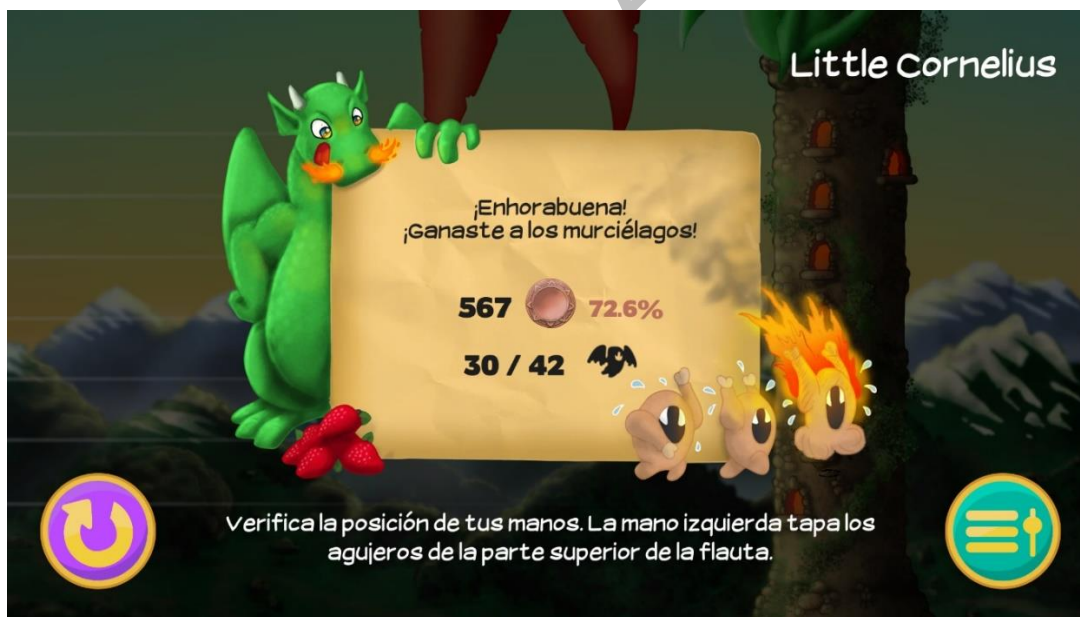 Little Cornelius
¡Enhorabuena!
¡Ganaste a los murciélagos!
567 72.6%
30 / 42
Verifica la posición de tus manos. La mano izquierda tapa los
agujeros de la parte superior de la flauta.